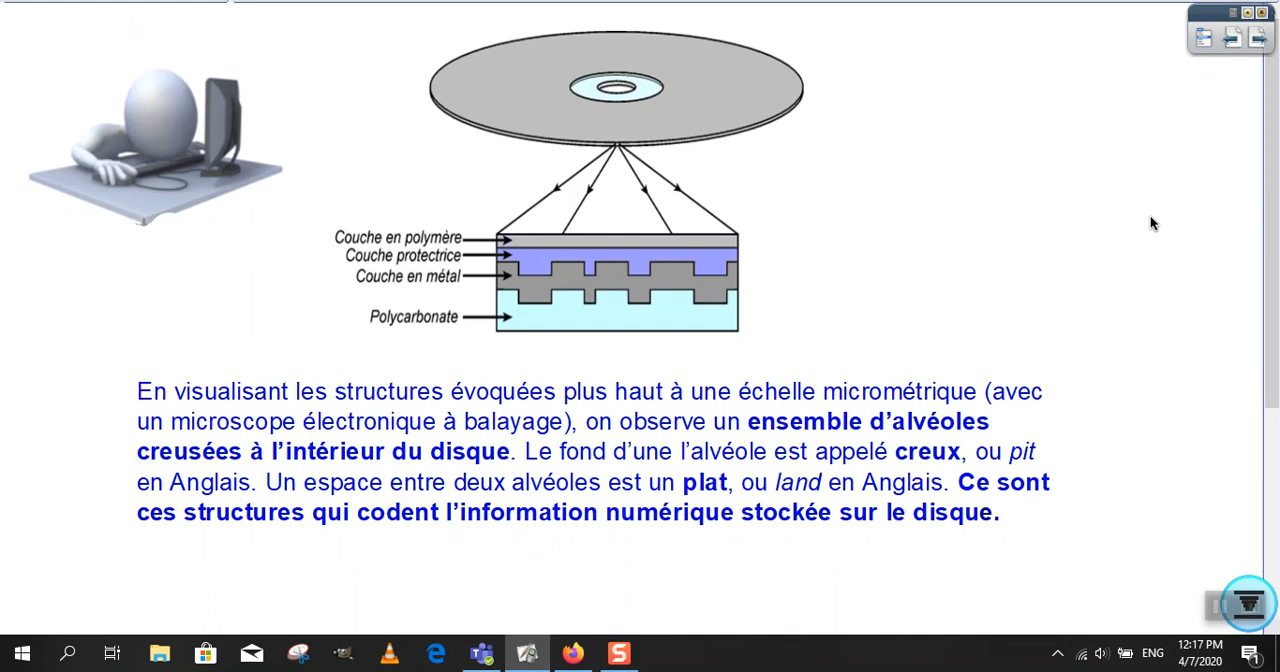 Couche en polymère
Couche protectrice
Couche en métal
Polycarbonate
En visualisant les structures évoquées plus haut à une échelle micrométrique (avec
un microscope électronique à balayage), on observe un ensemble d’alvéoles
creusées à l’intérieur du disque. Le fond d’une l’alvéole est appelé creux, ou pit
en Anglais. Un espace entre deux alvéoles est un plat, ou land en Anglais. Ce sont
ces structures qui codent l’information numérique stockée sur le disque.
12:17 PM
ENG
4/7/2020